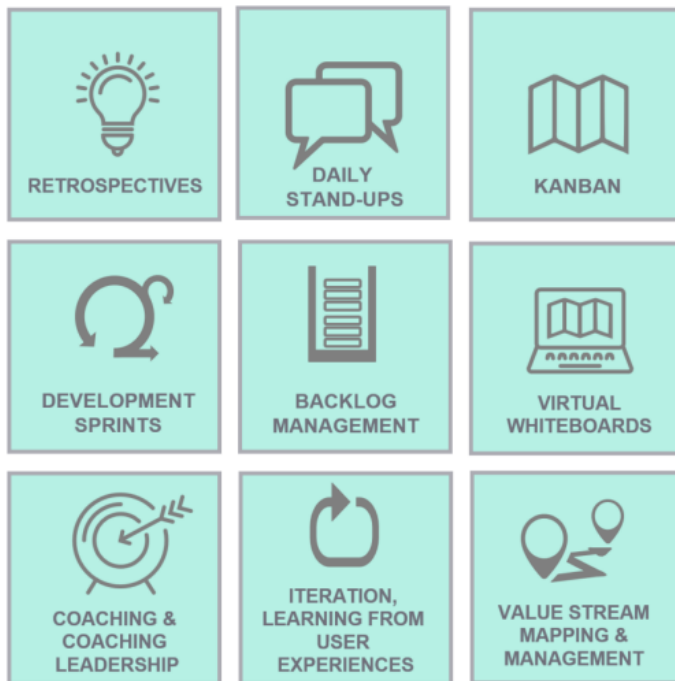 RETROSPECTIVES
DAILY
STAND-UPS
KANBAN
DEVELOPMENT
SPRINTS
BACKLOG
MANAGEMENT
VIRTUAL
WHITEBOARDS
COACHING &
COACHING
LEADERSHIP
ITERATION,
LEARNING FROM
USER
EXPERIENCES
VALUE STREAM
MAPPING &
MANAGEMENT